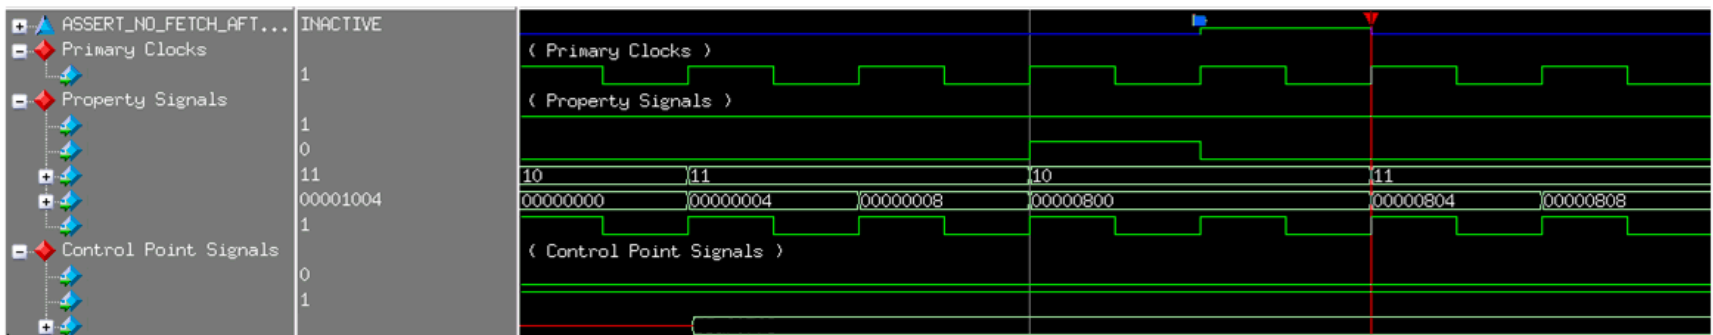 ASSERT_NO_FETCH_AFT... INACTIVE
Primary Clocks ( Primary Clocks )
1
Property Signals ( Property Signals )
1
0
11 10 11 10 11
00001004 00000000 00000004 00000008 00000800 00000804 00000808
1
Control Point Signals ( Control Point Signals )
0
1